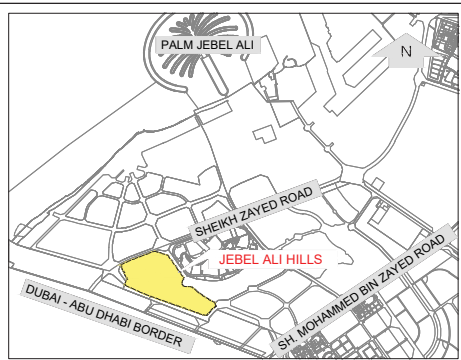 PALM JEBEL ALI
N
SHEIKH ZAYED ROAD
JEBEL ALI HILLS
SH. MOHAMMED BIN ZAYED ROAD
DUBAI - ABU DHABI BORDER